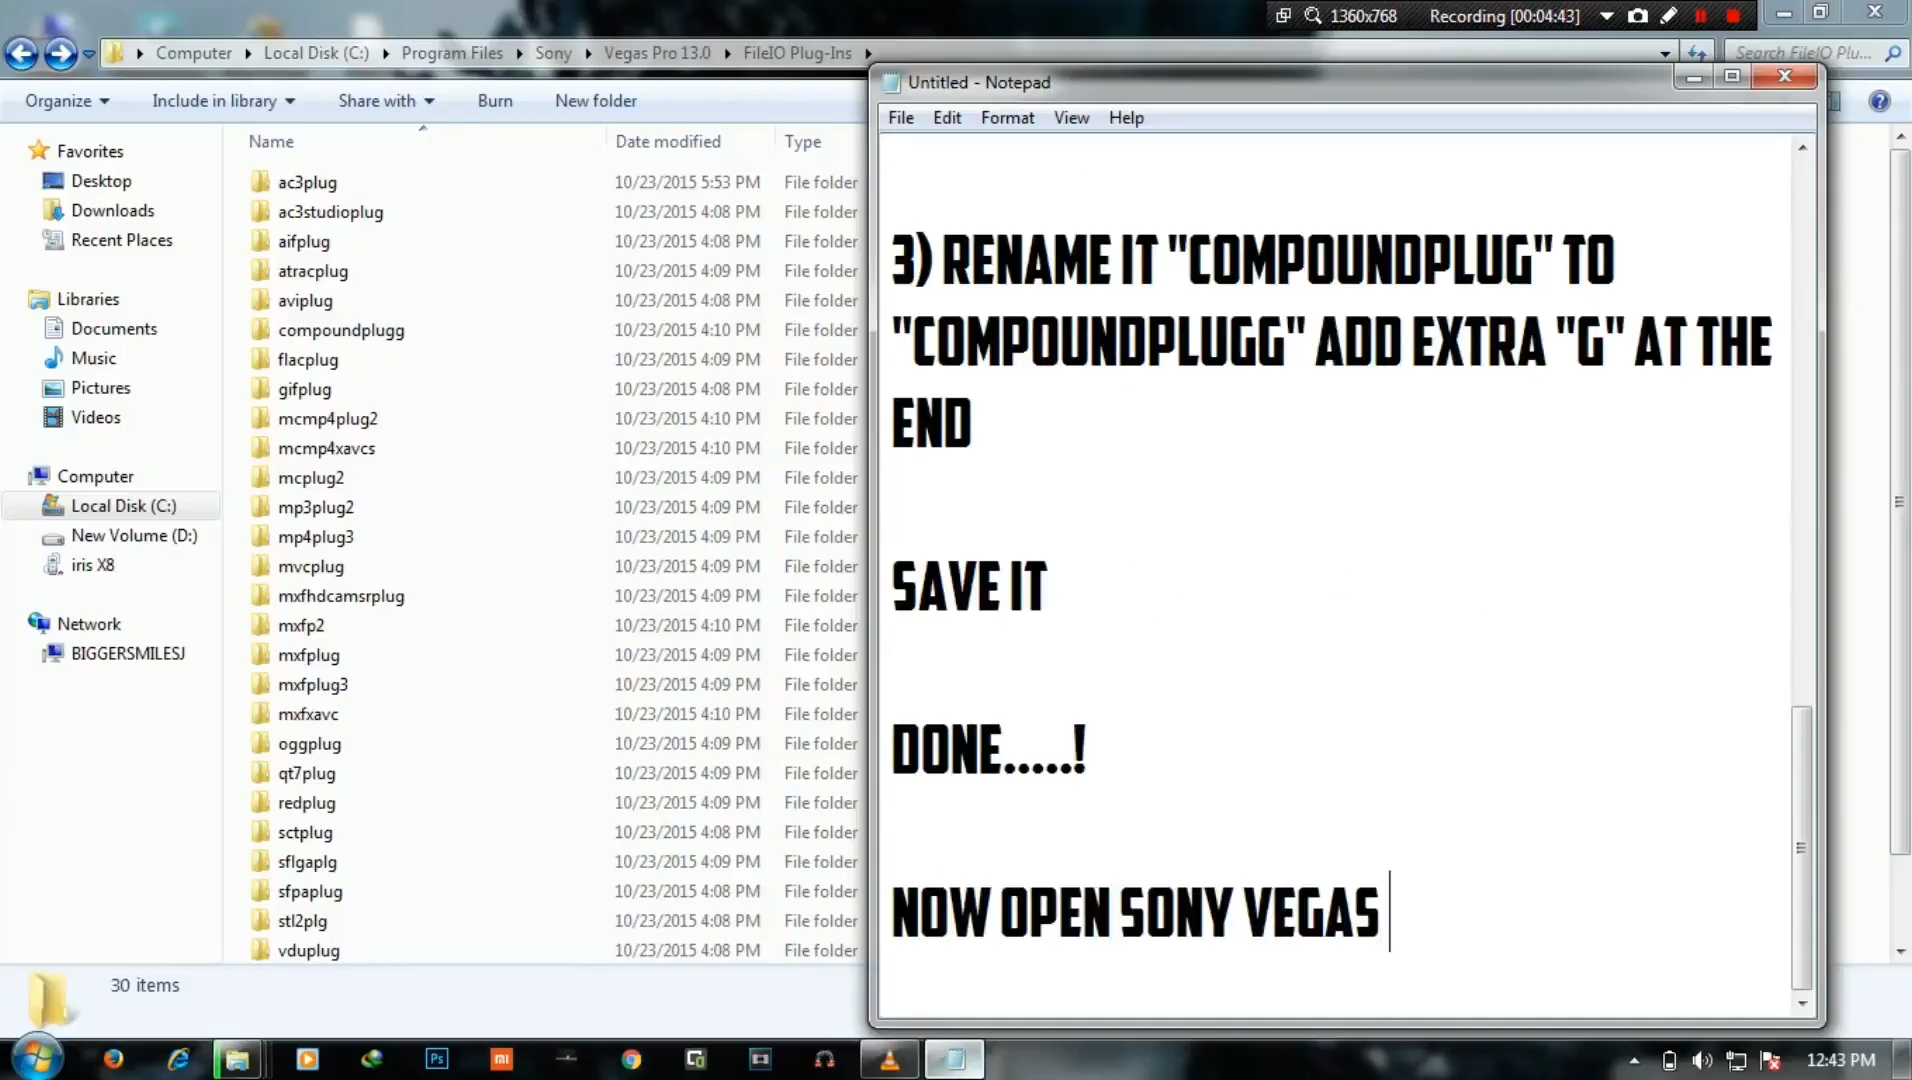 1360x768
Recording [00:04:43]
Computer
Local Disk (C:)
Program Files
Sony
Vegas Pro 13.0
FileIO Plug-Ins
Search FileIO Plu...
Organize
Include in library
Share with
Burn
New folder
Favorites
Desktop
Downloads
Recent Places
Libraries
Documents
Music
Pictures
Videos
Computer
Local Disk (C:)
New Volume (D:)
iris X8
Network
BIGGERSMILESJ
Name Date modified Type
ac3plug 10/23/2015 5:53 PM File folder
ac3studioplug 10/23/2015 4:08 PM File folder
aifplug 10/23/2015 4:08 PM File folder
atracplug 10/23/2015 4:09 PM File folder
aviplug 10/23/2015 4:08 PM File folder
compoundplugg 10/23/2015 4:10 PM File folder
flacplug 10/23/2015 4:09 PM File folder
gifplug 10/23/2015 4:08 PM File folder
mcmp4plug2 10/23/2015 4:10 PM File folder
mcmp4xavcs 10/23/2015 4:10 PM File folder
mcplug2 10/23/2015 4:09 PM File folder
mp3plug2 10/23/2015 4:09 PM File folder
mp4plug3 10/23/2015 4:09 PM File folder
mvcplug 10/23/2015 4:09 PM File folder
mxfhdcamsrplug 10/23/2015 4:09 PM File folder
mxfp2 10/23/2015 4:10 PM File folder
mxfplug 10/23/2015 4:09 PM File folder
mxfplug3 10/23/2015 4:09 PM File folder
mxfxavc 10/23/2015 4:10 PM File folder
oggplug 10/23/2015 4:09 PM File folder
qt7plug 10/23/2015 4:09 PM File folder
redplug 10/23/2015 4:09 PM File folder
sctplug 10/23/2015 4:08 PM File folder
sflgaplg 10/23/2015 4:09 PM File folder
sfpaplug 10/23/2015 4:08 PM File folder
stl2plg 10/23/2015 4:08 PM File folder
vduplug 10/23/2015 4:08 PM File folder
30 items
Untitled - Notepad
File Edit Format View Help
3) RENAME IT "COMPOUNDPLUG" TO
"COMPOUNDPLUGG" ADD EXTRA "G" AT THE
END
SAVE IT
DONE.....!
NOW OPEN SONY VEGAS
Ps
mi
12:43 PM